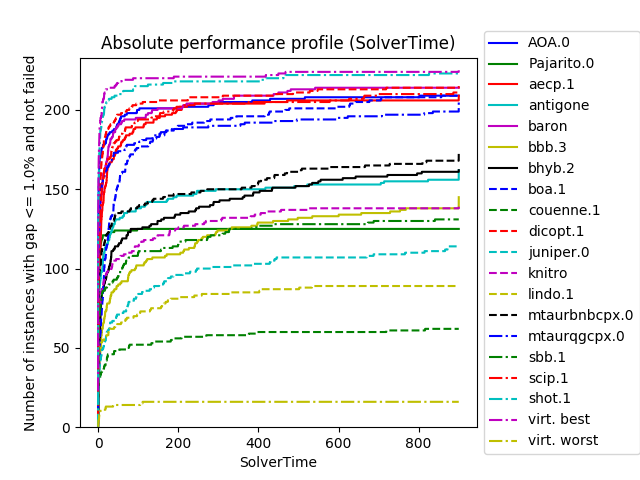 Absolute performance profile (SolverTime)
Number of instances with gap <= 1.0% and not failed
200
150
100
50
0
0 200 400 600 800
SolverTime
AOA.0
Pajarito.0
aecp.1
antigone
baron
bbb.3
bhyb.2
boa.1
couenne.1
dicopt.1
juniper.0
knitro
lindo.1
mtaurbnbcpx.0
mtaurqgcpx.0
sbb.1
scip.1
shot.1
virt. best
virt. worst